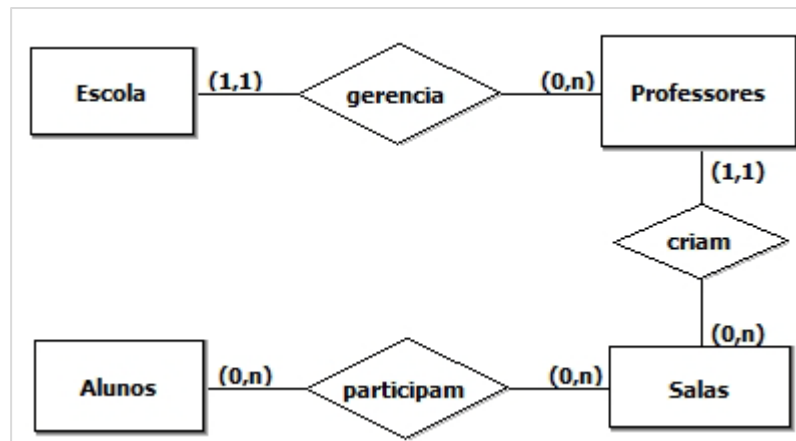 Escola
(1,1)
gerencia
(0,n)
Professores
(1,1)
criam
(0,n)
Alunos
(0,n)
participam
(0,n)
Salas